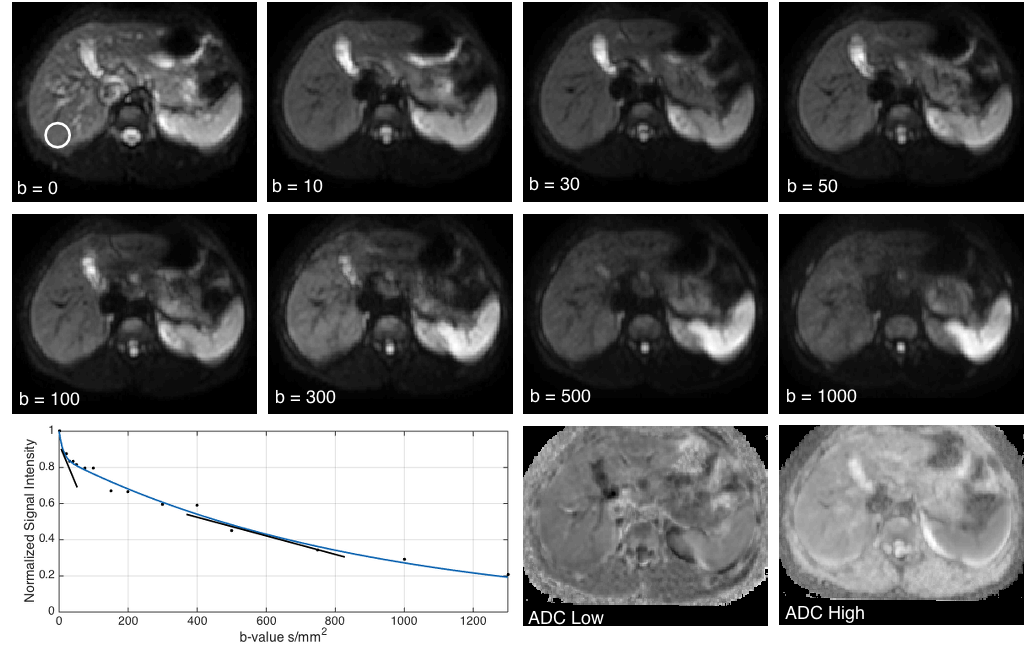 b = 0
b = 10
b = 30
b = 50
b = 100
b = 300
b = 500
b = 1000
Normalized Signal Intensity
1
0.8
0.6
0.4
0.2
0
0 200 400 600 800 1000 1200
b-value s/mm²
ADC Low
ADC High